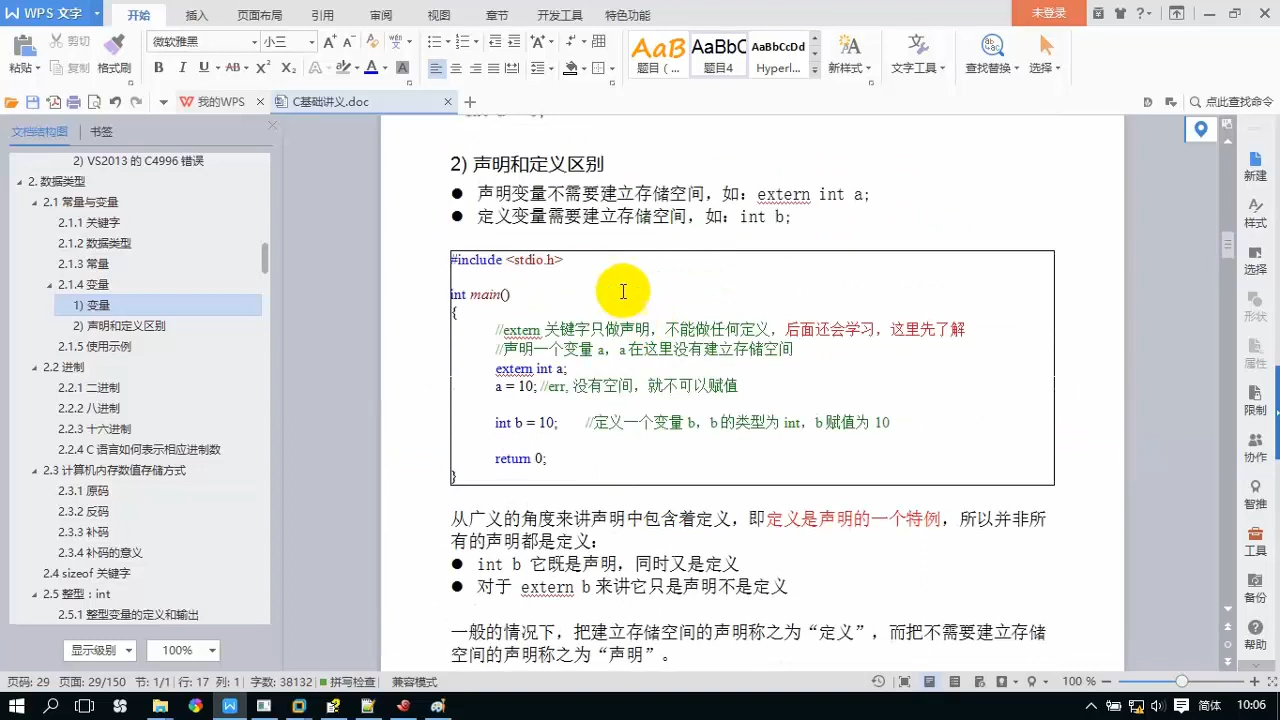 WPS 文字 开始 插入 页面布局 引用 审阅 视图 章节 开发工具 特色功能 未登录
粘贴 剪切 复制 格式刷 微软雅黑 小三 题目 (... 题目4 Hyperl... 新样式 文字工具 查找替换 选择
AaB AaBbC AaBbCcDd
我的WPS C基础讲义.doc 点此查找命令
文档结构图 书签
2) VS2013 的 C4996 错误
2. 数据类型
2.1 常量与变量
2.1.1 关键字
2.1.2 数据类型
2.1.3 常量
2.1.4 变量
1) 变量
2) 声明和定义区别
2.1.5 使用示例
2.2 进制
2.2.1 二进制
2.2.2 八进制
2.2.3 十六进制
2.2.4 C 语言如何表示相应进制数
2.3 计算机内存数值存储方式
2.3.1 原码
2.3.2 反码
2.3.3 补码
2.3.4 补码的意义
2.4 sizeof 关键字
2.5 整型：int
2.5.1 整型变量的定义和输出
显示级别 100%
2) 声明和定义区别
● 声明变量不需要建立存储空间，如：extern int a;
● 定义变量需要建立存储空间，如：int b;
#include <stdio.h>
int main()
{
//extern 关键字只做声明，不能做任何定义，后面还会学习，这里先了解
//声明一个变量 a，a 在这里没有建立存储空间
extern int a;
a = 10; //err, 没有空间，就不可以赋值
int b = 10; //定义一个变量 b，b 的类型为 int，b 赋值为 10
return 0;
}
从广义的角度来讲声明中包含着定义，即定义是声明的一个特例，所以并非所
有的声明都是定义：
● int b 它既是声明，同时又是定义
● 对于 extern b 来讲它只是声明不是定义
一般的情况下，把建立存储空间的声明称之为“定义”，而把不需要建立存储
空间的声明称之为“声明”。
新建
样式
选择
形状
属性
限制
协作
智推
工具
备份
帮助
页码: 29 页面: 29/150 节: 1/1 行: 17 列: 1 字数: 38132 拼写检查 兼容模式 100 %
简体 10:06